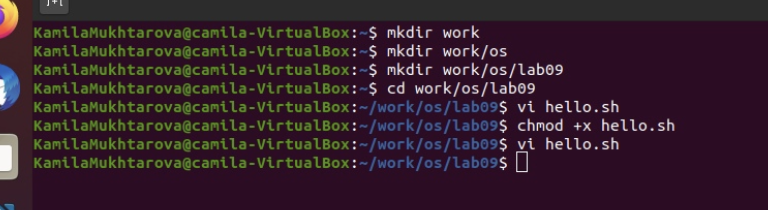 KamilaMukhtarova@camila-VirtualBox:~$ mkdir work
KamilaMukhtarova@camila-VirtualBox:~$ mkdir work/os
KamilaMukhtarova@camila-VirtualBox:~$ mkdir work/os/lab09
KamilaMukhtarova@camila-VirtualBox:~$ cd work/os/lab09
KamilaMukhtarova@camila-VirtualBox:~/work/os/lab09$ vi hello.sh
KamilaMukhtarova@camila-VirtualBox:~/work/os/lab09$ chmod +x hello.sh
KamilaMukhtarova@camila-VirtualBox:~/work/os/lab09$ vi hello.sh
KamilaMukhtarova@camila-VirtualBox:~/work/os/lab09$